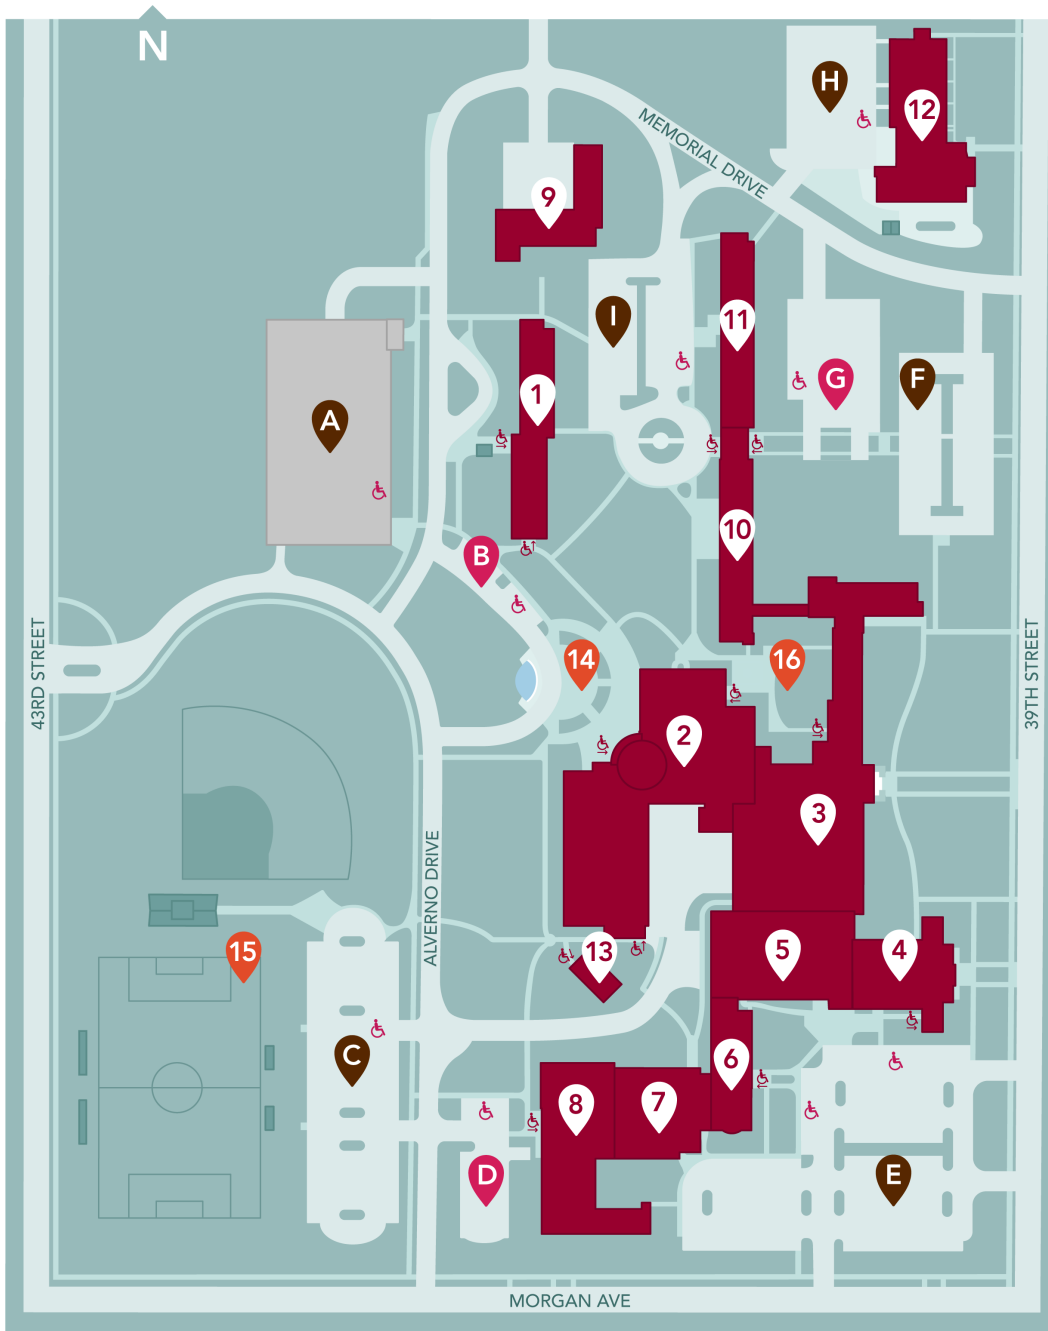 N
H
12
MEMORIAL DRIVE
9
I
11
1
G
F
A
10
B
43RD STREET
14
16
39TH STREET
2
3
ALVERNO DRIVE
15
13
5
4
C
6
8
7
D
E
MORGAN AVE